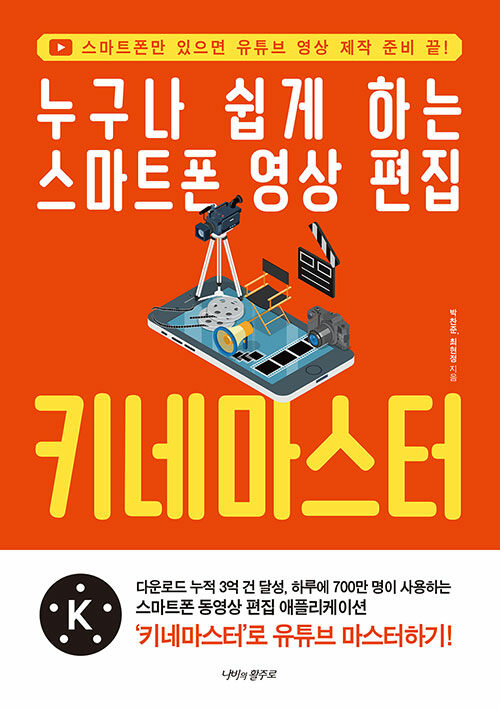 스마트폰만 있으면 유튜브 영상 제작 준비 끝!
누구나 쉽게 하는
스마트폰 영상 편집
박찬준, 최현정 지음
키네마스터
K
다운로드 누적 3억 건 달성, 하루에 700만 명이 사용하는
스마트폰 동영상 편집 애플리케이션
‘키네마스터’로 유튜브 마스터하기!
나비의 활주로